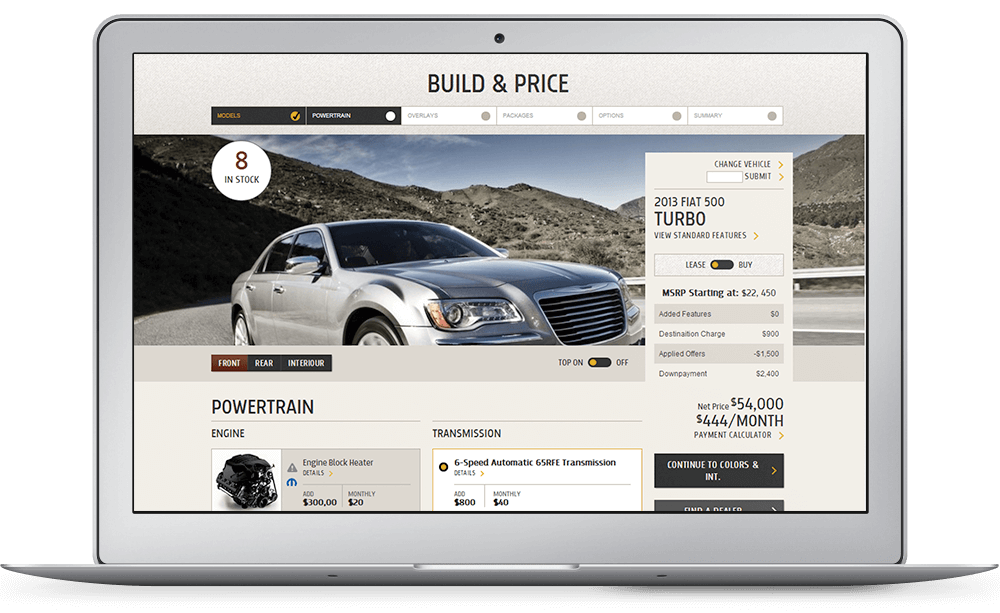 BUILD & PRICE
MODELS
POWERTRAIN
OVERLAYS
PACKAGES
OPTIONS
SUMMARY
8
IN STOCK
CHANGE VEHICLE
SUBMIT
2013 FIAT 500
TURBO
VIEW STANDARD FEATURES
LEASE BUY
MSRP Starting at: $22, 450
Added Features $0
Destinaition Charge $900
Applied Offers -$1,500
Downpayment $2,400
FRONT REAR INTERIOUR
TOP ON OFF
Net Price $54,000
$444/MONTH
PAYMENT CALCULATOR
CONTINUE TO COLORS &
INT.
FIND A DEALER
POWERTRAIN
ENGINE
Engine Block Heater
DETAILS
ADD MONTHLY
$300,00 $20
TRANSMISSION
6-Speed Automatic 65RFE Transmission
DETAILS
ADD MONTHLY
$800 $40